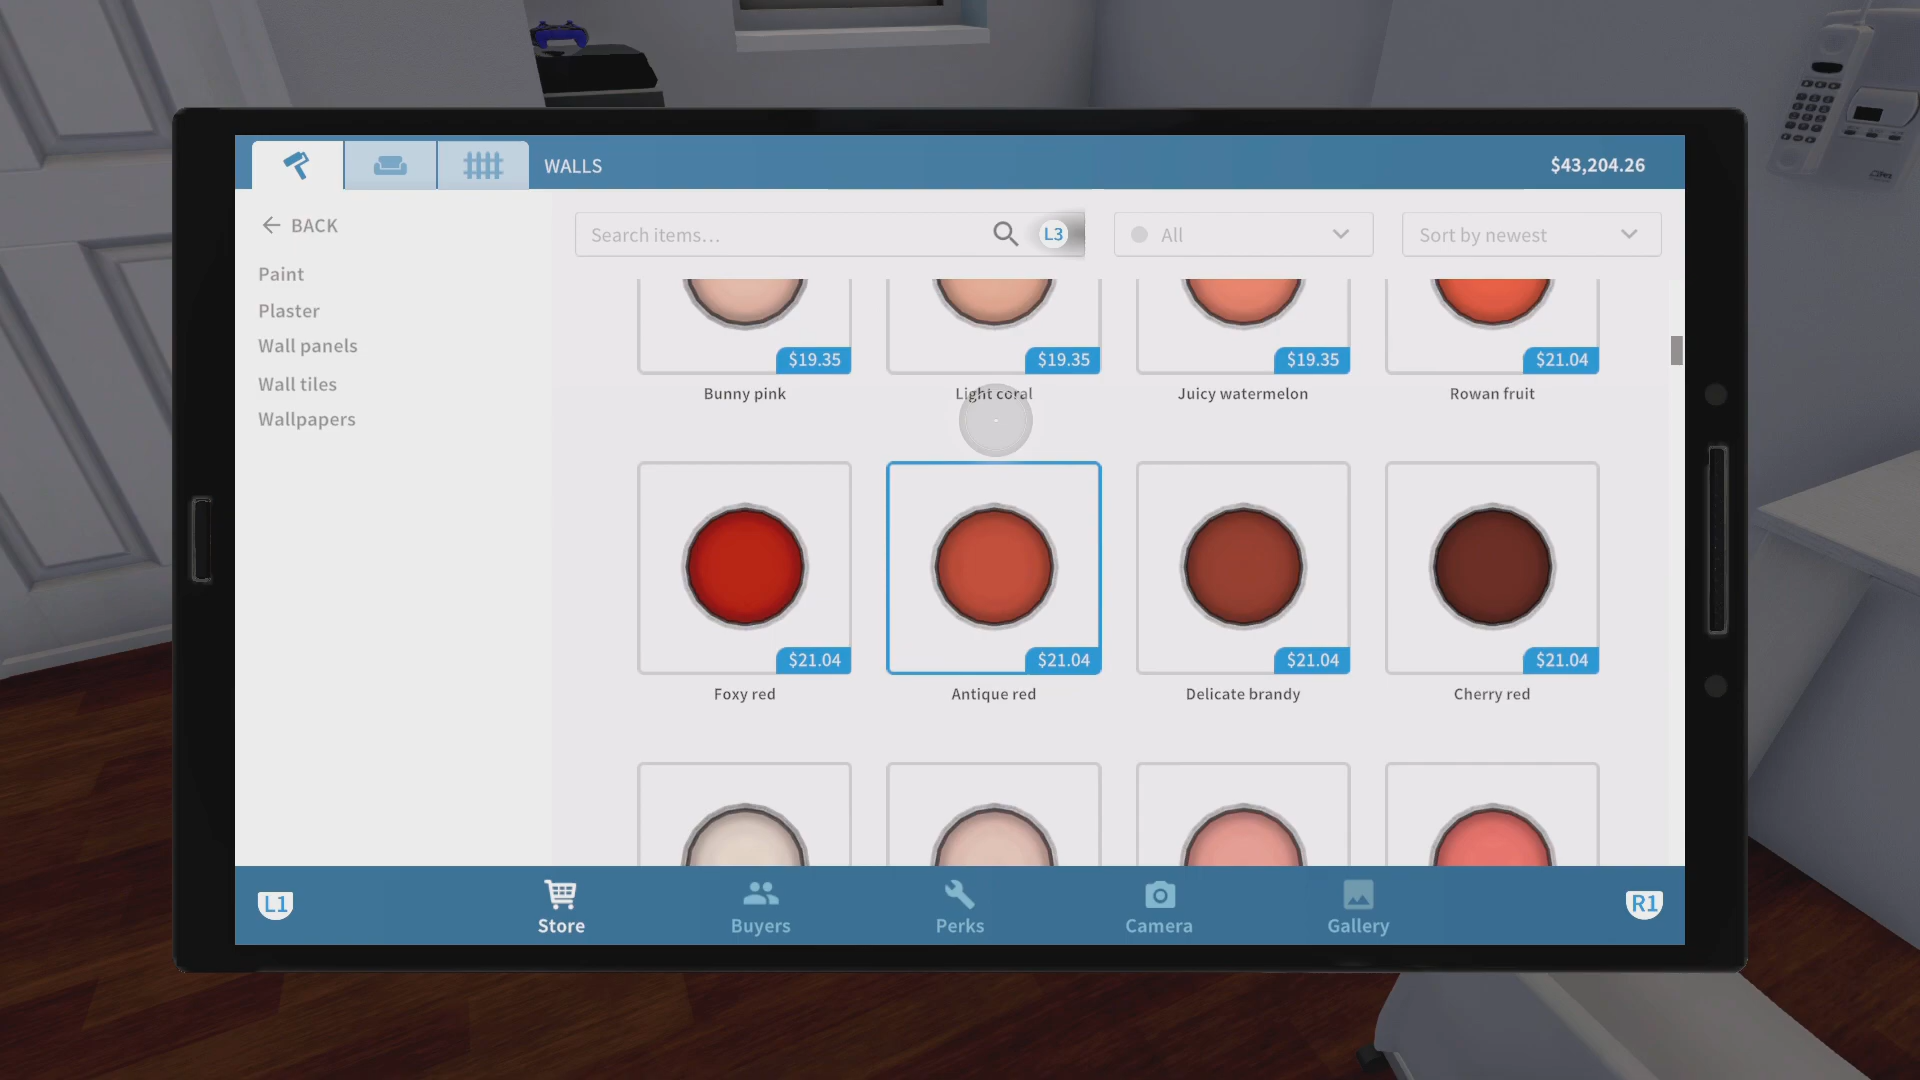 WALLS
$43,204.26
BACK
Search items...
L3
All
Sort by newest
Paint
Plaster
Wall panels
Wall tiles
Wallpapers
$19.35
$19.35
$19.35
$21.04
Bunny pink
Light coral
Juicy watermelon
Rowan fruit
$21.04
$21.04
$21.04
$21.04
Foxy red
Antique red
Delicate brandy
Cherry red
L1
Store
Buyers
Perks
Camera
Gallery
R1